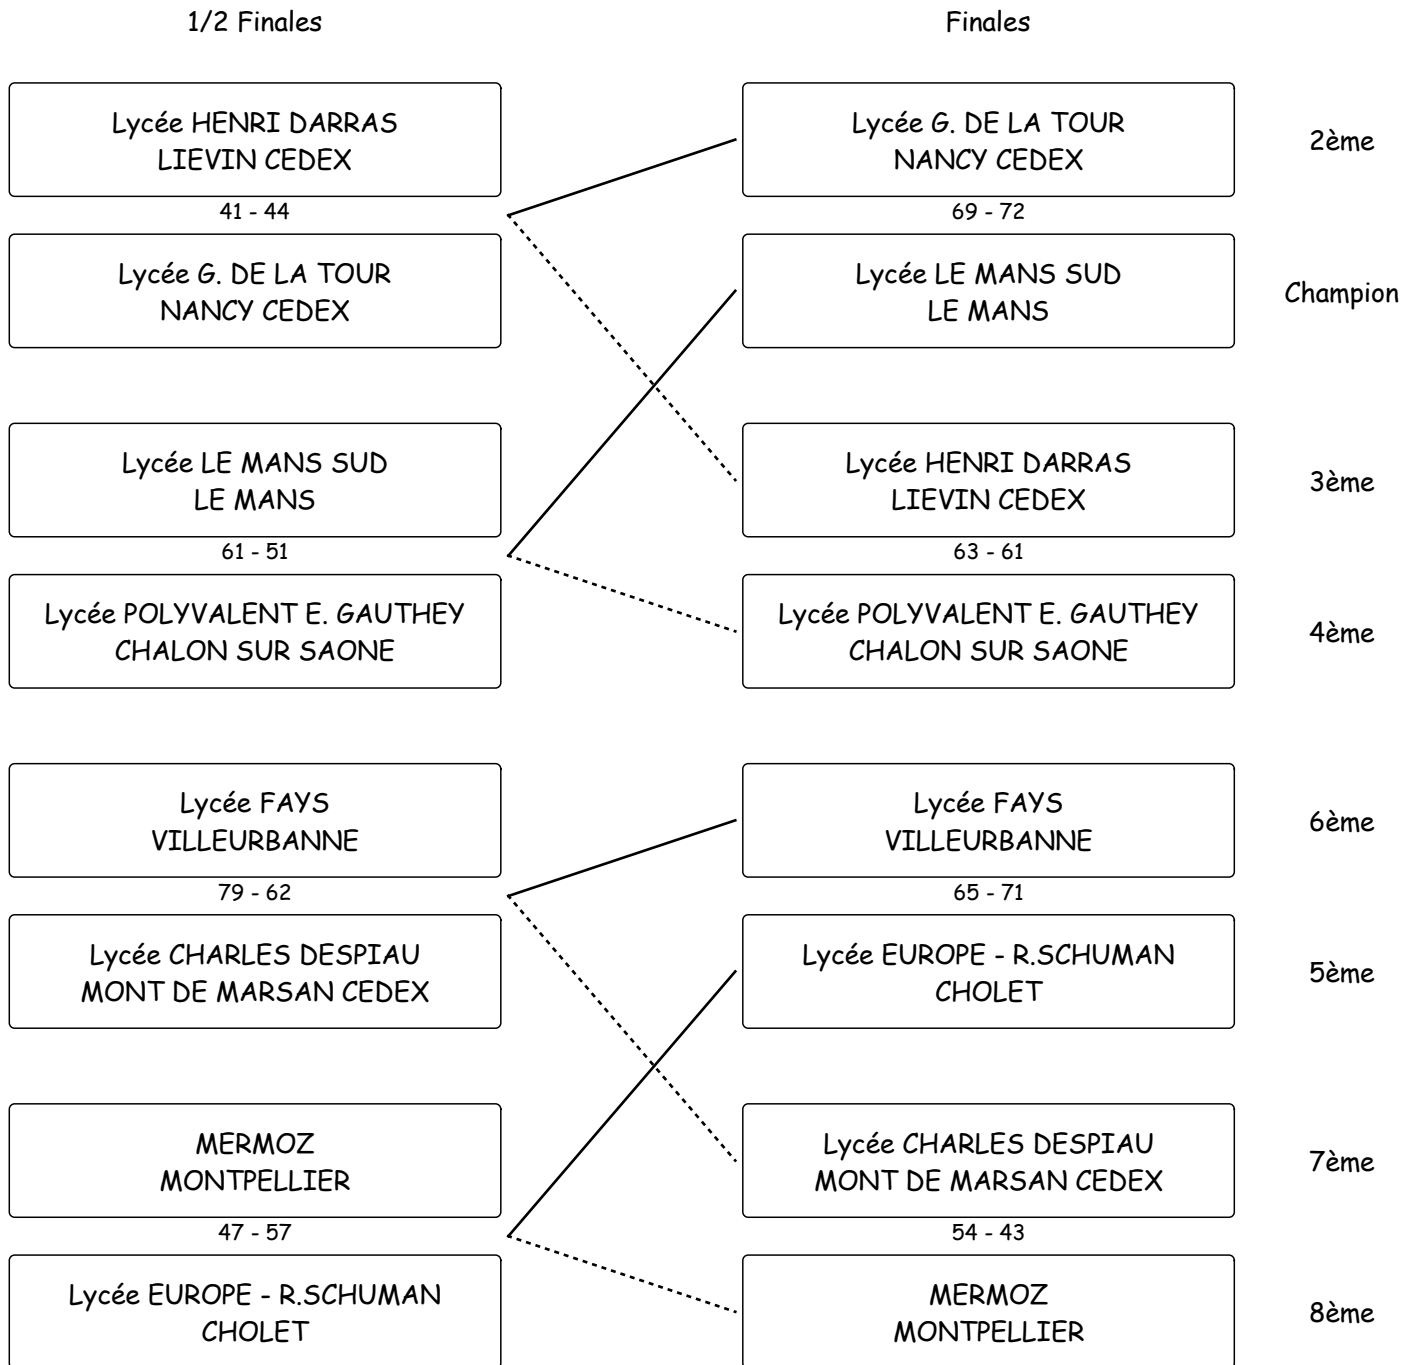 1/2 Finales
Finales
Lycée HENRI DARRAS
LIEVIN CEDEX
41 - 44
Lycée G. DE LA TOUR
NANCY CEDEX
Lycée G. DE LA TOUR
NANCY CEDEX
2ème
69 - 72
Lycée LE MANS SUD
LE MANS
Champion
Lycée LE MANS SUD
LE MANS
61 - 51
Lycée POLYVALENT E. GAUTHEY
CHALON SUR SAONE
Lycée HENRI DARRAS
LIEVIN CEDEX
3ème
63 - 61
Lycée POLYVALENT E. GAUTHEY
CHALON SUR SAONE
4ème
Lycée FAYS
VILLEURBANNE
79 - 62
Lycée CHARLES DESPIAU
MONT DE MARSAN CEDEX
Lycée FAYS
VILLEURBANNE
6ème
65 - 71
Lycée EUROPE - R.SCHUMAN
CHOLET
5ème
MERMOZ
MONTPELLIER
47 - 57
Lycée EUROPE - R.SCHUMAN
CHOLET
Lycée CHARLES DESPIAU
MONT DE MARSAN CEDEX
7ème
54 - 43
MERMOZ
MONTPELLIER
8ème